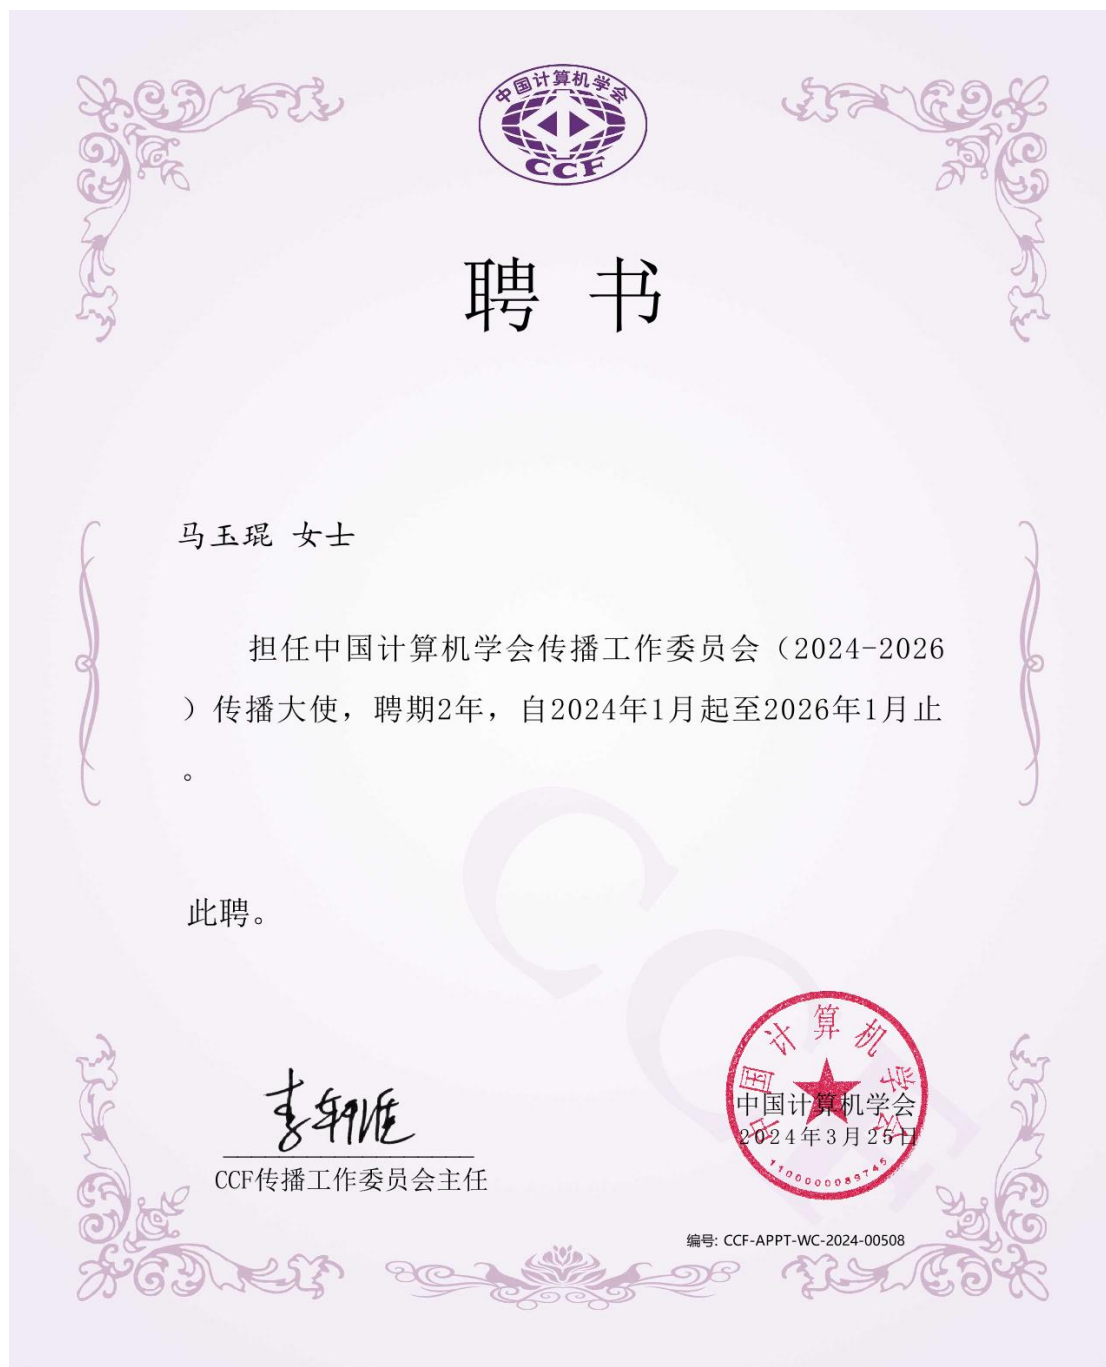 中国计算机学会
CCF
聘书
马玉琨 女士
担任中国计算机学会传播工作委员会（2024-2026
）传播大使，聘期2年，自2024年1月起至2026年1月止
。
此聘。
CCF传播工作委员会主任
中国计算机学会
中国计算机学会
2024年3月25日
1100000089745
编号: CCF-APPT-WC-2024-00508
CCF